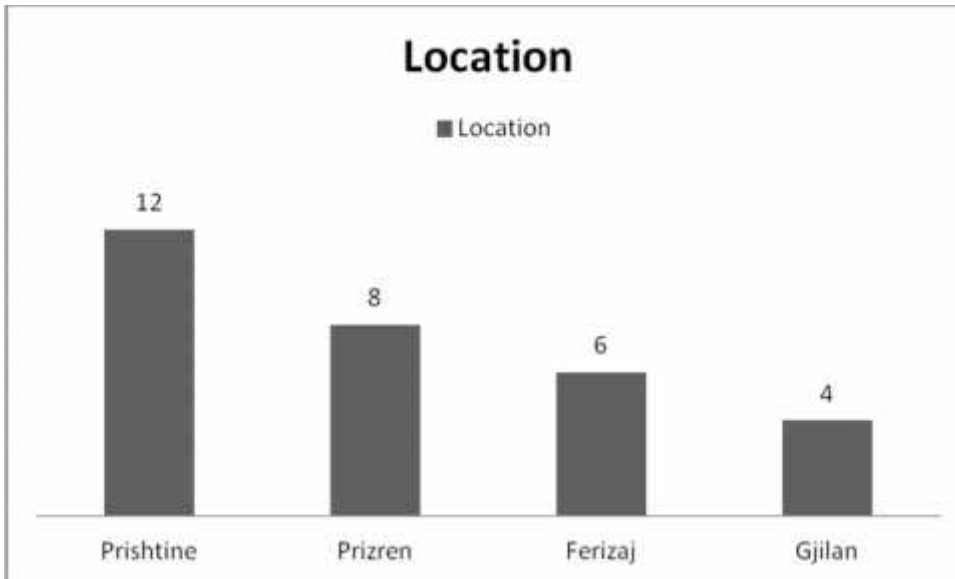 Location
Location
12
8
6
4
Prishtine
Prizren
Ferizaj
Gjilan